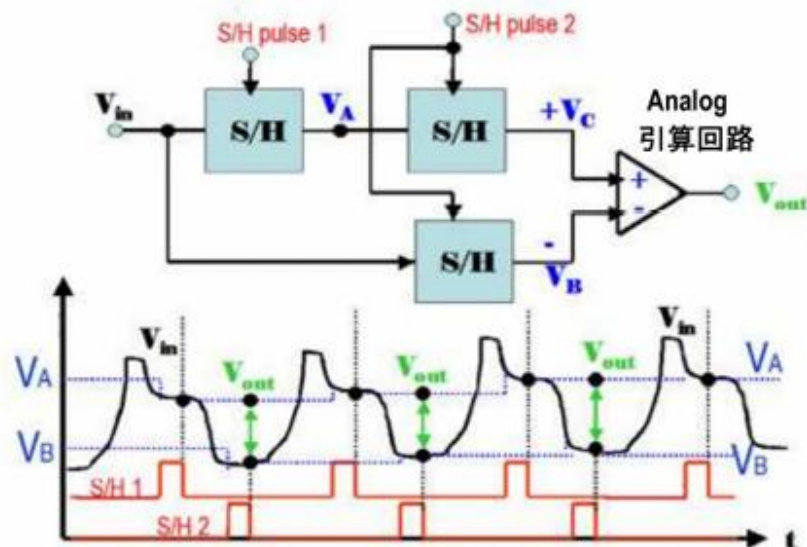 S/H pulse 1
S/H pulse 2
Vin
S/H
VA
S/H
+VC
Analog
引算回路
+
-
Vout
S/H
-
VB
Vin
Vout
Vout
Vout
Vin
VA
VA
VB
VB
S/H 1
S/H 2
t